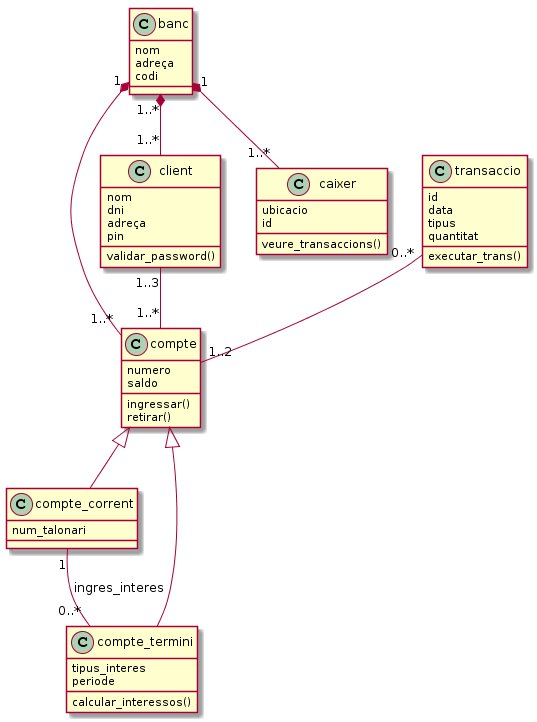 C banc
nom
adreça
codi
1
1..*
1
1..*
1..*
C client
nom
dni
adreça
pin
validar_password()
C caixer
ubicacio
id
veure_transaccions()
C transaccio
id
data
tipus
quantitat
executar_trans()
0..*
1..3
1..*
1..*
1..2
C compte
numero
saldo
ingressar()
retirar()
C compte_corrent
num_talonari
1
ingres_interes
0..*
C compte_termini
tipus_interes
periode
calcular_interessos()